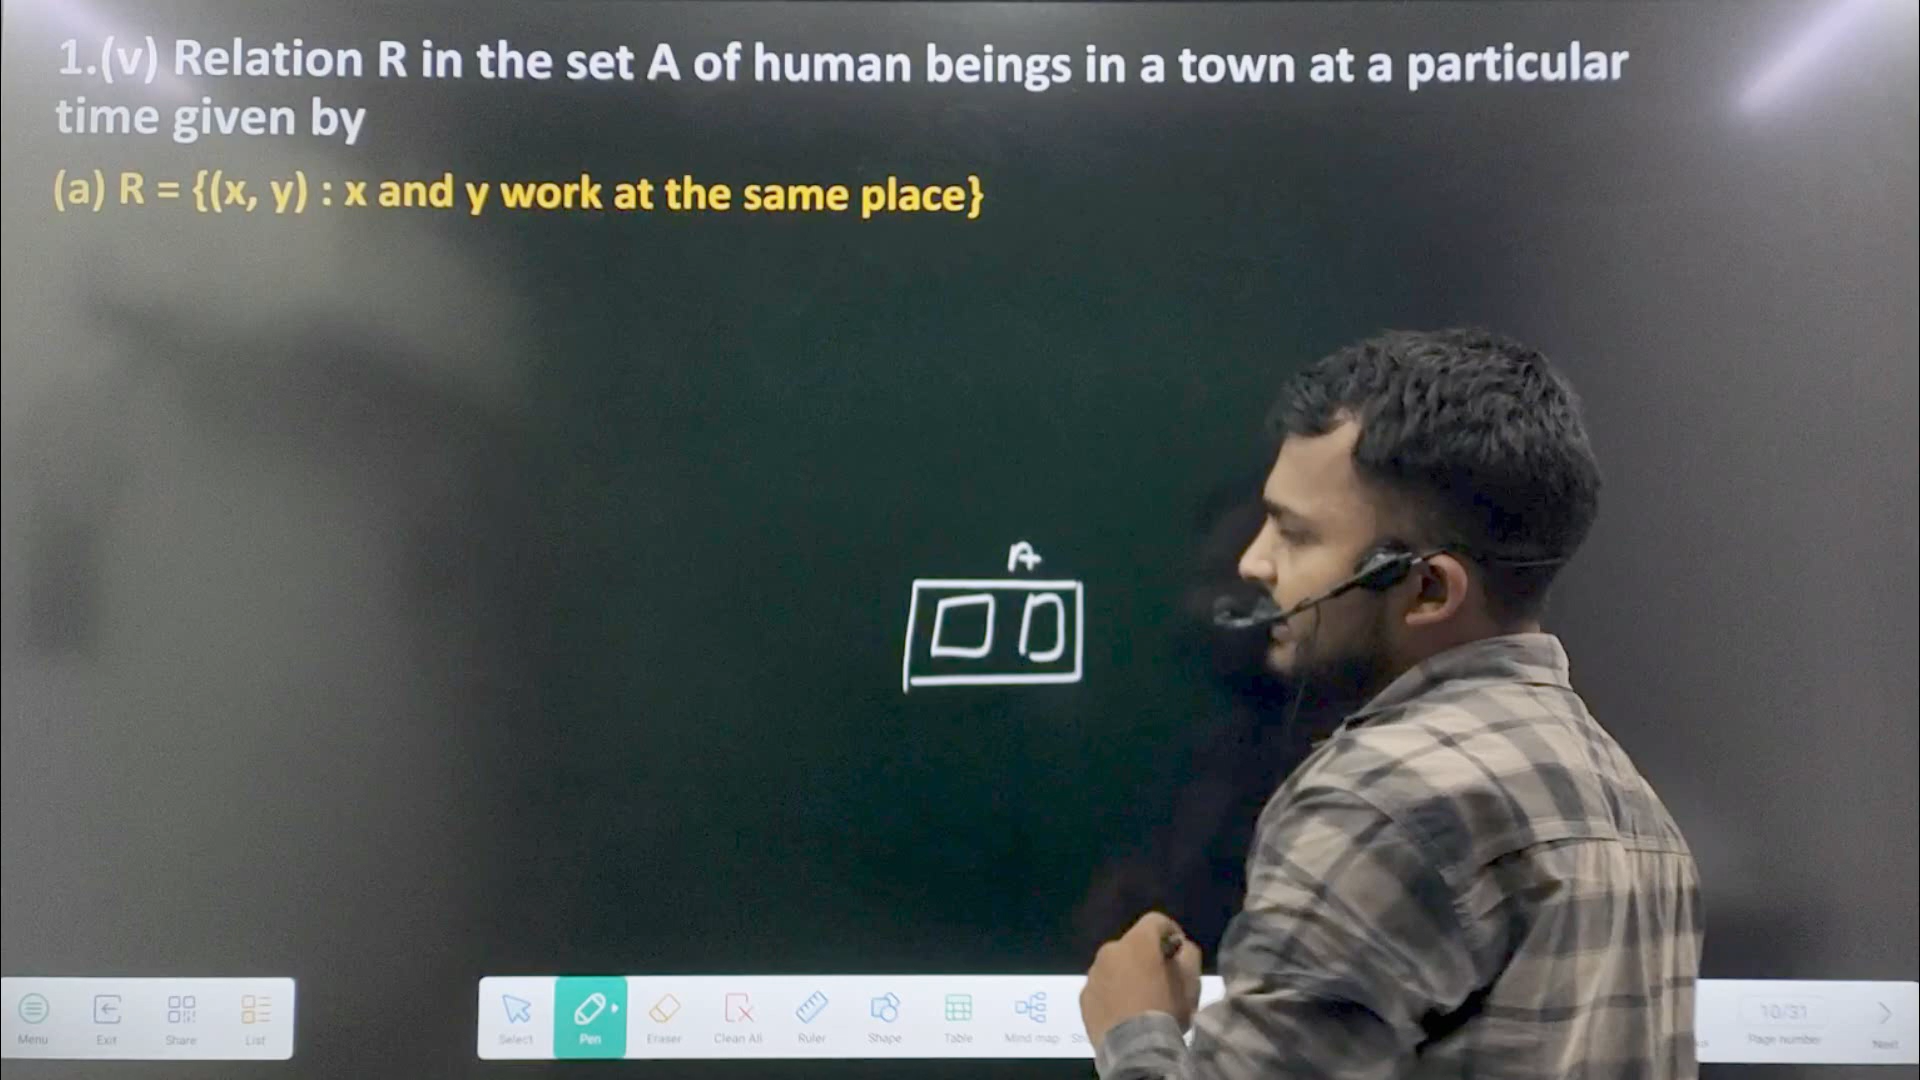 1.(v) Relation R in the set A of human beings in a town at a particular
time given by
(a) R = {(x, y) : x and y work at the same place}
A
Menu Exit Share List Select Pen Eraser Clean All Ruler Shape Table Mind map 10/31 Page number Next